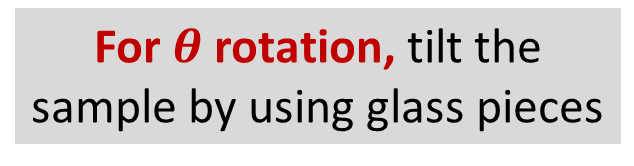 For θ rotation, tilt the
sample by using glass pieces